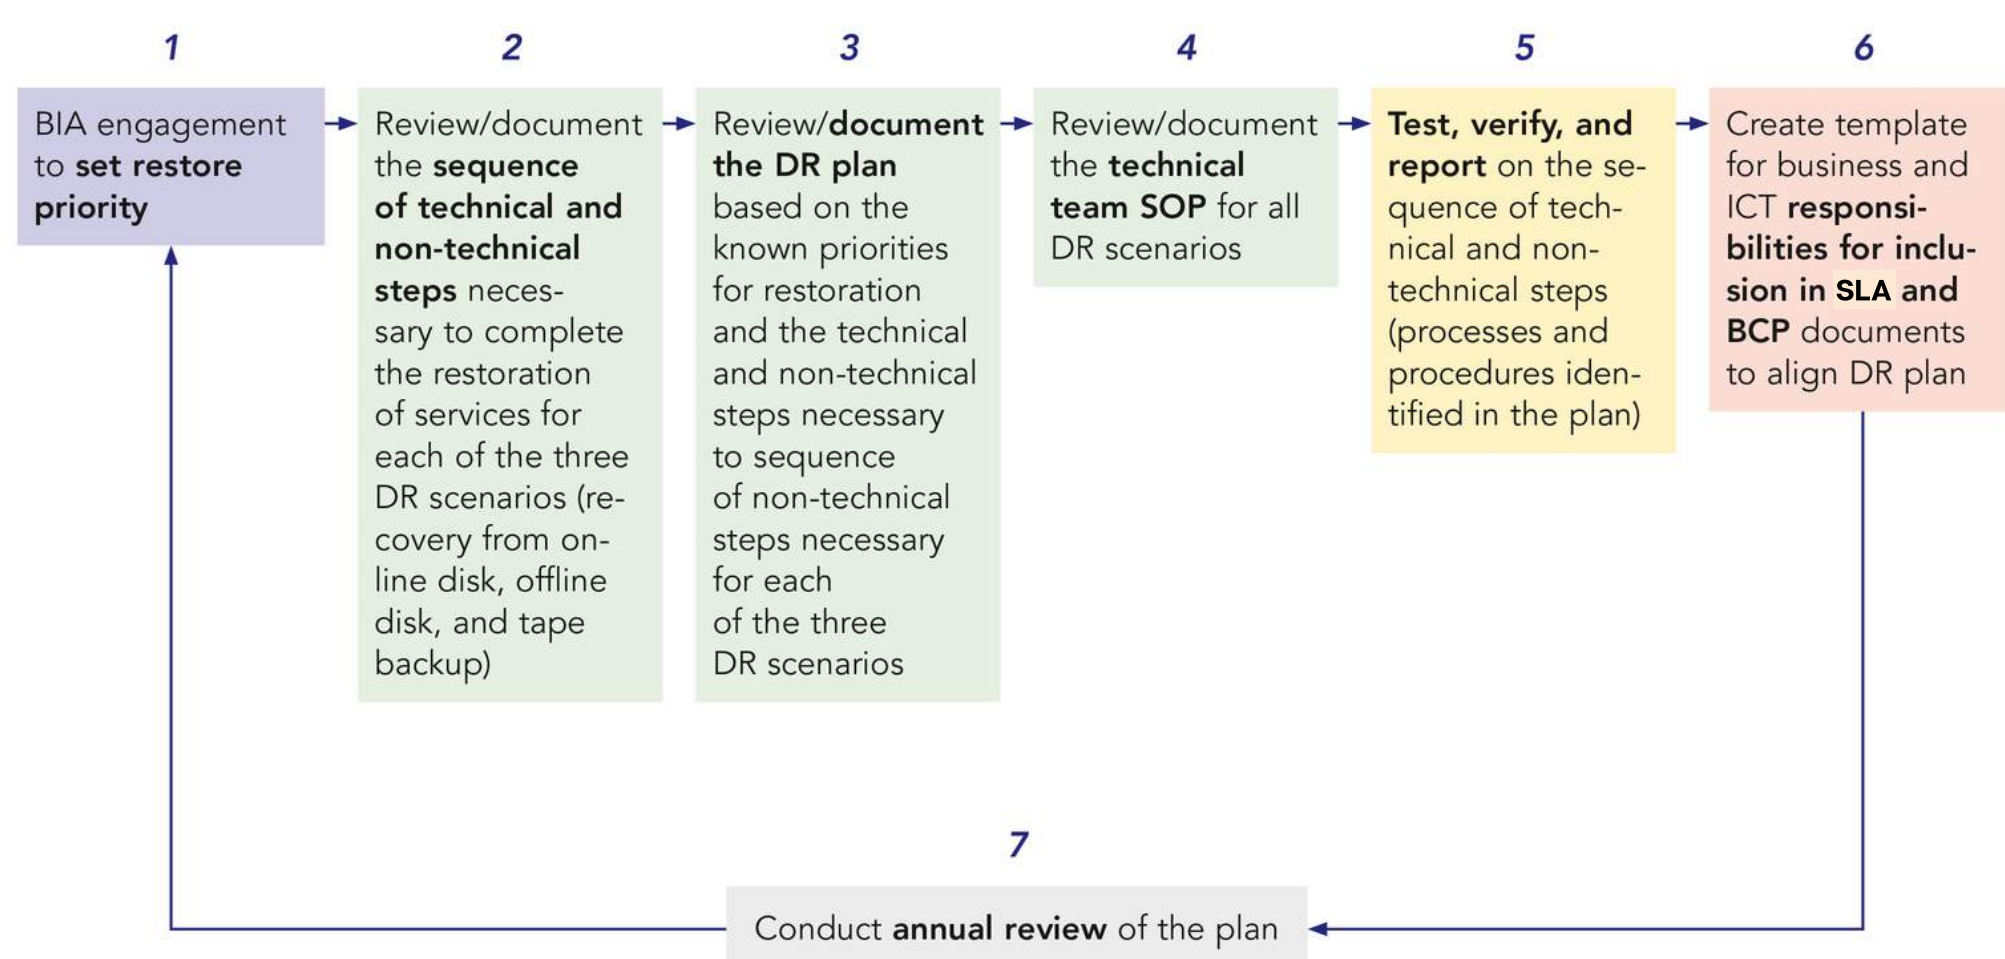 1
BIA engagement
to set restore
priority
2
Review/document
the sequence
of technical and
non-technical
steps neces-
sary to complete
the restoration
of services for
each of the three
DR scenarios (re-
covery from on-
line disk, offline
disk, and tape
backup)
3
Review/document
the DR plan
based on the
known priorities
for restoration
and the technical
and non-technical
steps necessary
to sequence
of non-technical
steps necessary
for each
of the three
DR scenarios
4
Review/document
the technical
team SOP for all
DR scenarios
5
Test, verify, and
report on the se-
quence of tech-
nical and non-
technical steps
(processes and
procedures iden-
tified in the plan)
6
Create template
for business and
ICT responsi-
bilities for inclu-
sion in SLA and
BCP documents
to align DR plan
7
Conduct annual review of the plan